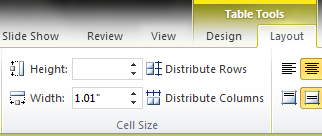 Table Tools
Slide Show Review View Design Layout
Height: Distribute Rows
Width: 1.01" Distribute Columns
Cell Size